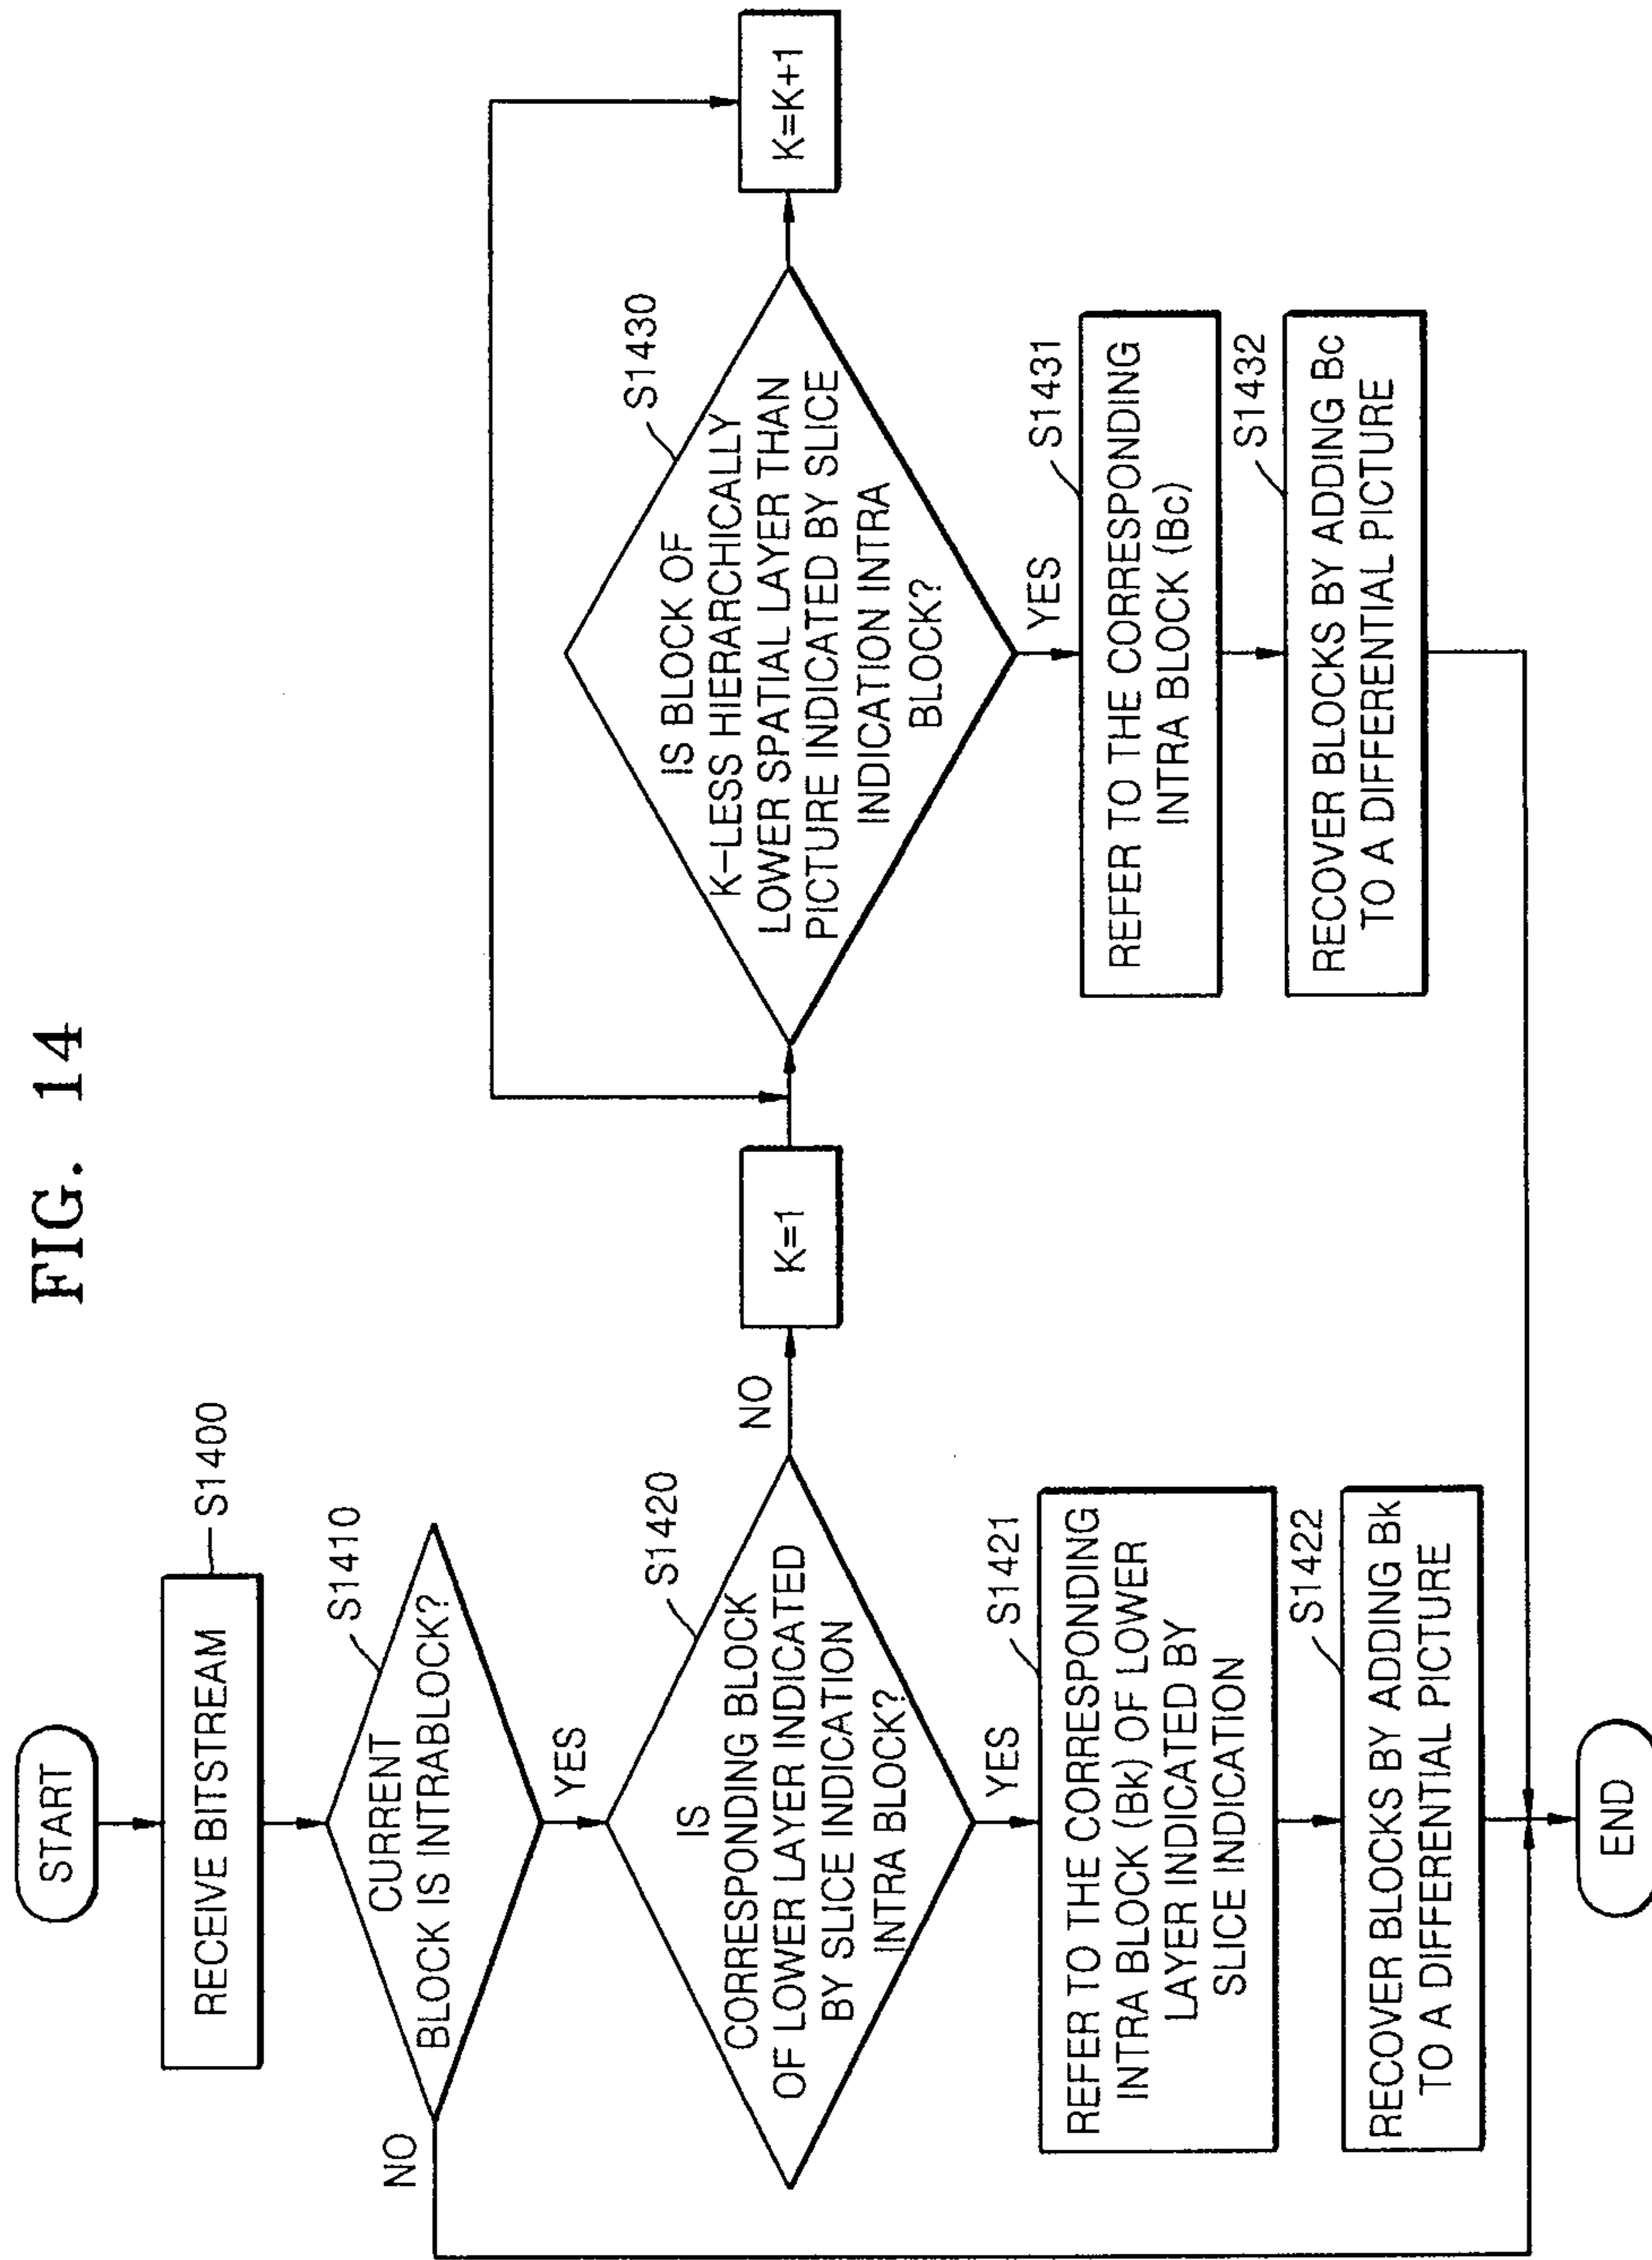 FIG. 14
START
RECEIVE BITSTREAM
S1400
CURRENT
BLOCK IS INTRABLOCK?
S1410
NO
YES
IS
CORRESPONDING BLOCK
OF LOWER LAYER INDICATED
BY SLICE INDICATION
INTRA BLOCK?
S1420
NO
YES
REFER TO THE CORRESPONDING
INTRA BLOCK (Bk) OF LOWER
LAYER INDICATED BY
SLICE INDICATION
S1421
RECOVER BLOCKS BY ADDING Bk
TO A DIFFERENTIAL PICTURE
S1422
K=1
IS BLOCK OF
K-LESS HIERARCHICALLY
LOWER SPATIAL LAYER THAN
PICTURE INDICATED BY SLICE
INDICATION INTRA
BLOCK?
S1430
K=K+1
YES
REFER TO THE CORRESPONDING
INTRA BLOCK (Bc)
S1431
RECOVER BLOCKS BY ADDING Bc
TO A DIFFERENTIAL PICTURE
S1432
END